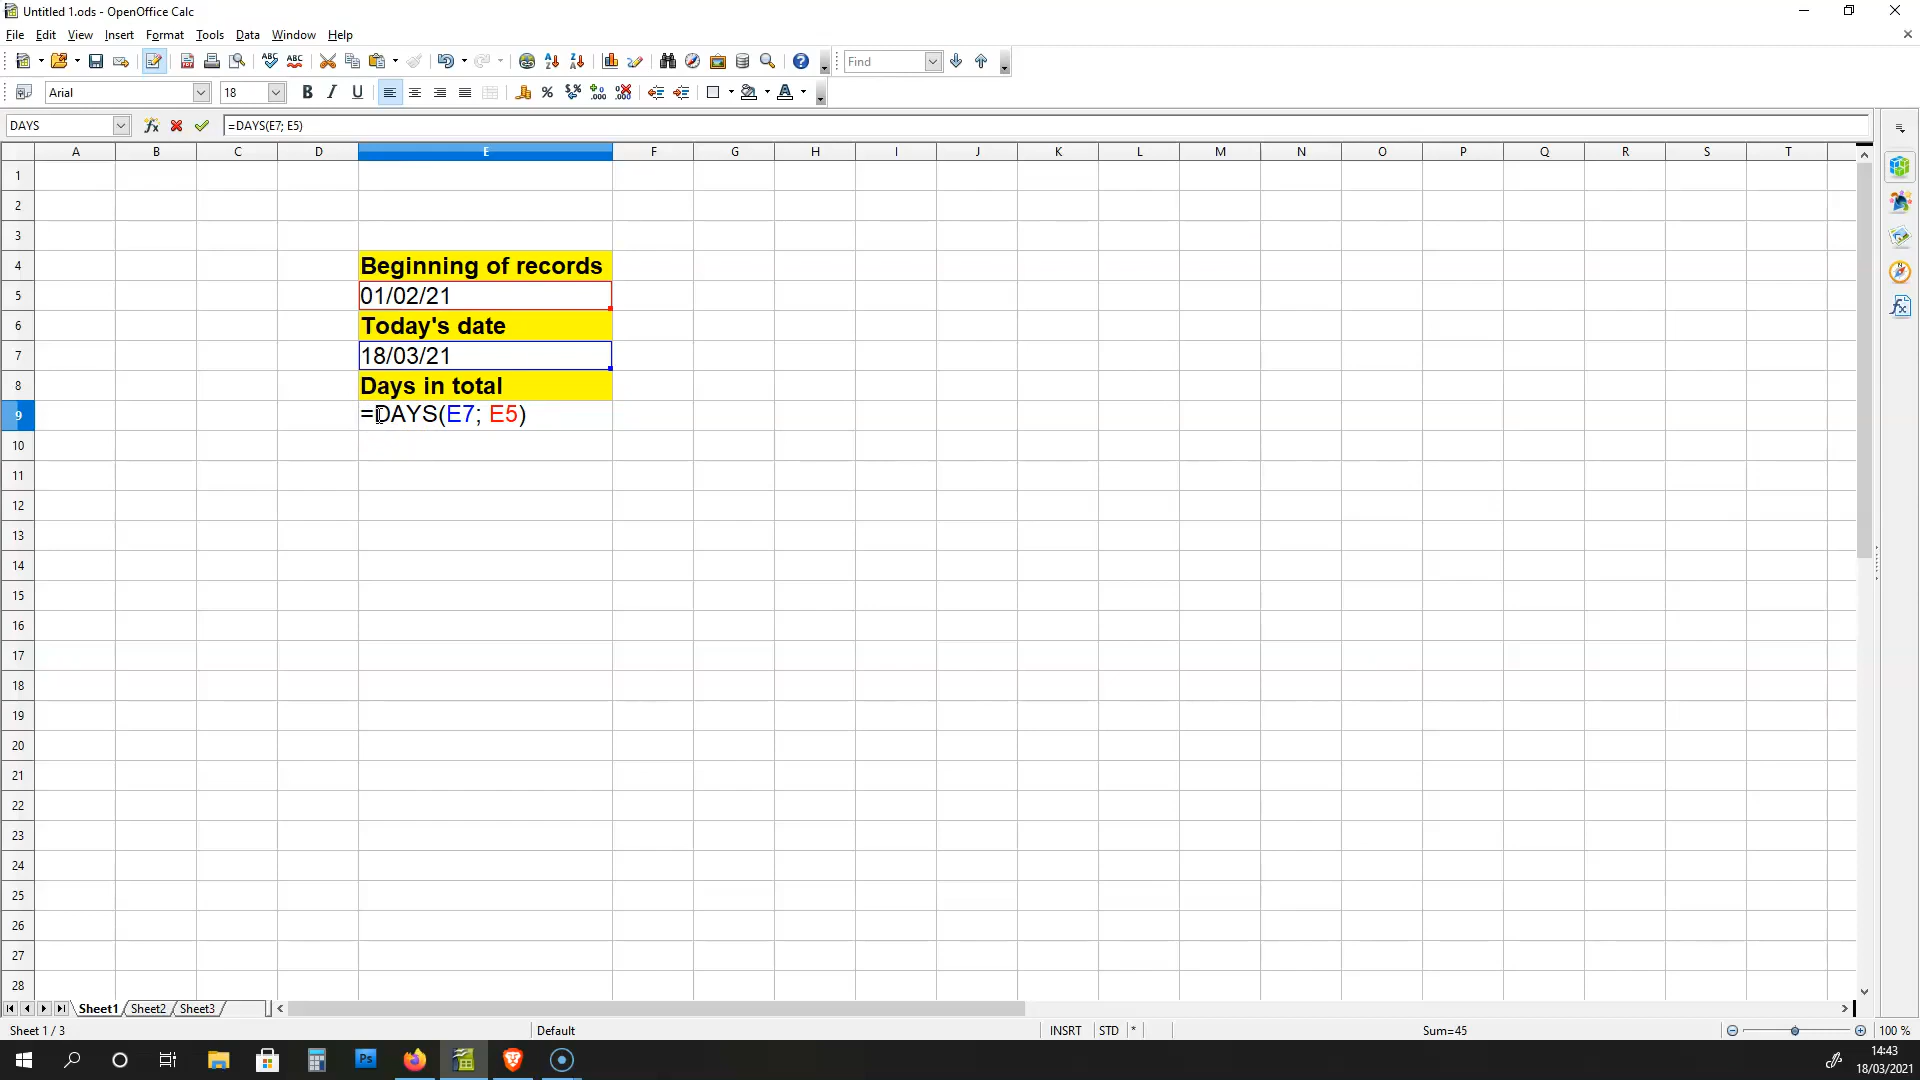 Untitled 1.ods - OpenOffice Calc
File Edit View Insert Format Tools Data Window Help
Find
Arial 18
DAYS =DAYS(E7; E5)
A B C D E F G H I J K L M N O P Q R S T
1
2
3
4 Beginning of records
5 01/02/21
6 Today's date
7 18/03/21
8 Days in total
9 =DAYS(E7; E5)
10
11
12
13
14
15
16
17
18
19
20
21
22
23
24
25
26
27
28
Sheet1 Sheet2 Sheet3
Sheet 1 / 3 Default INSRT STD * Sum=45 100 %
Ps
14:43
18/03/2021